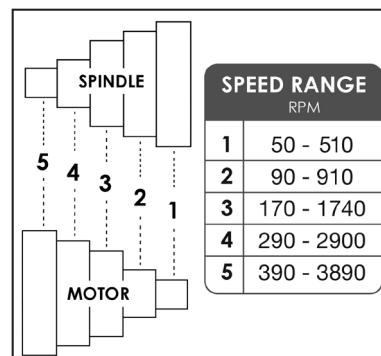 SPINDLE
5
4
3
2
1
MOTOR
SPEED RANGE
RPM
1 50 - 510
2 90 - 910
3 170 - 1740
4 290 - 2900
5 390 - 3890